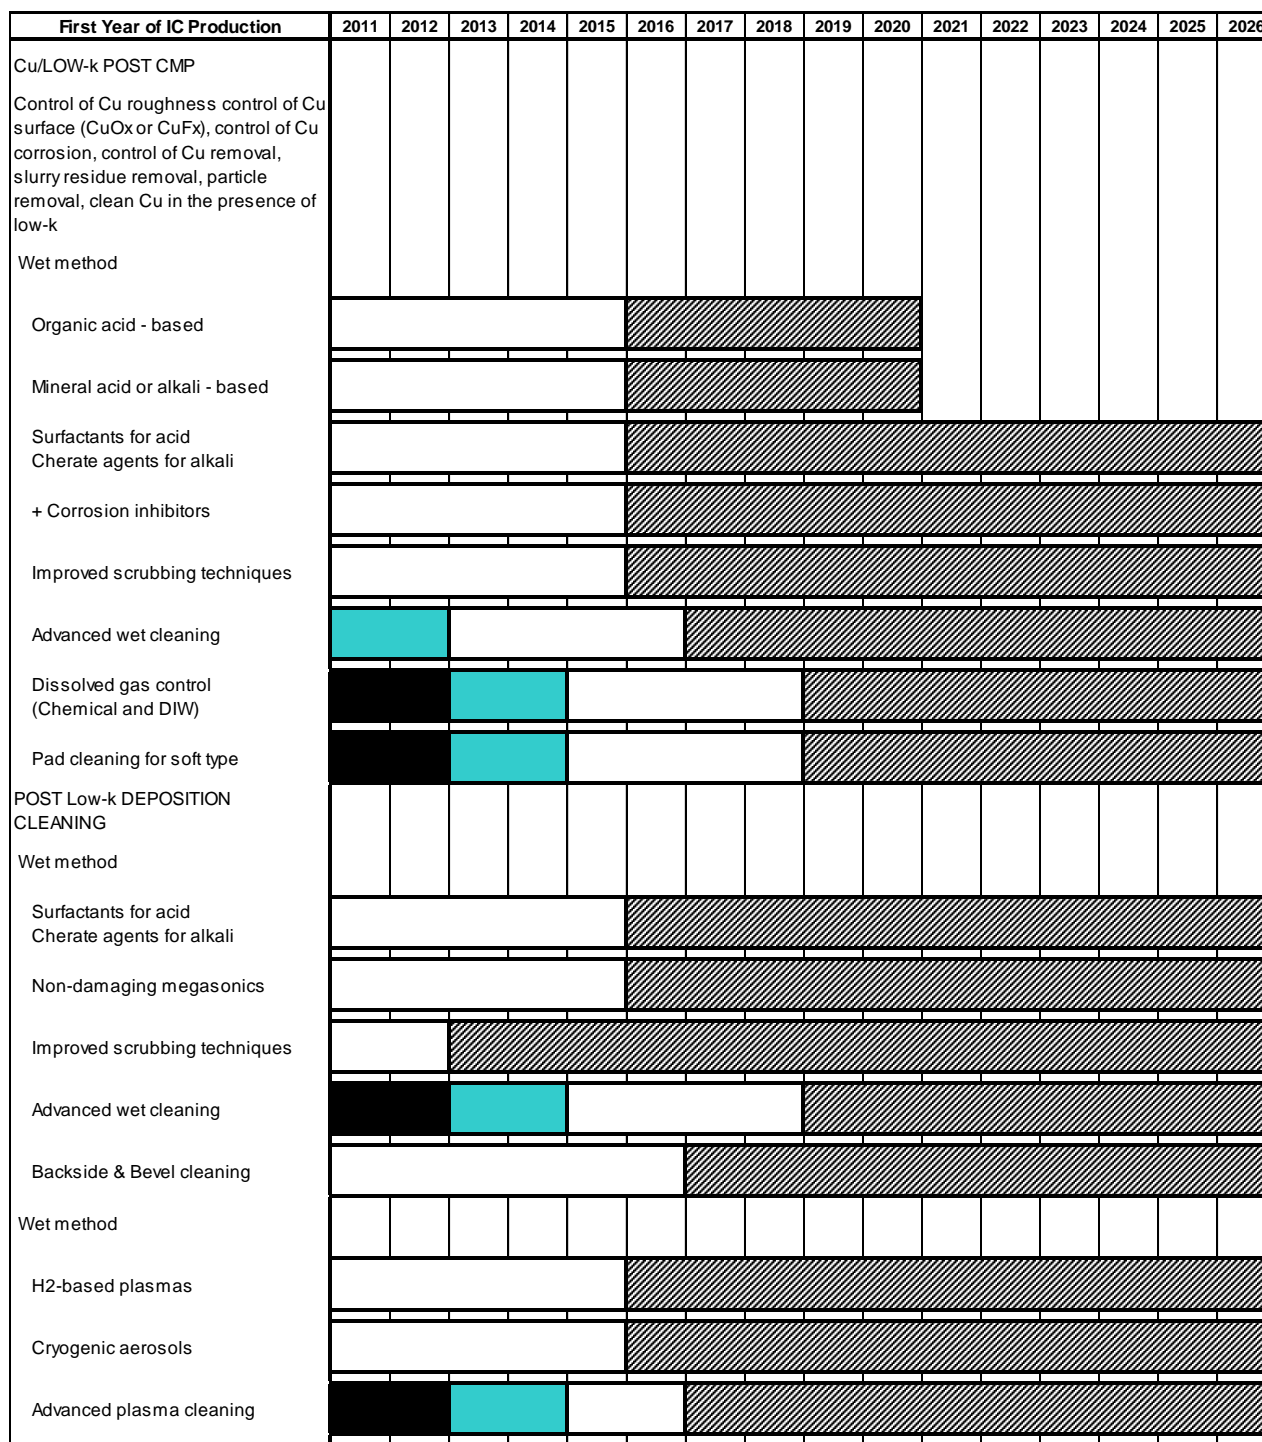 First Year of IC Production 2011 2012 2013 2014 2015 2016 2017 2018 2019 2020 2021 2022 2023 2024 2025 2026
Cu/LOW-k POST CMP
Control of Cu roughness control of Cu
surface (CuOx or CuFx), control of Cu
corrosion, control of Cu removal,
slurry residue removal, particle
removal, clean Cu in the presence of
low-k
Wet method
Organic acid - based
Mineral acid or alkali - based
Surfactants for acid
Cherate agents for alkali
+ Corrosion inhibitors
Improved scrubbing techniques
Advanced wet cleaning
Dissolved gas control
(Chemical and DIW)
Pad cleaning for soft type
POST Low-k DEPOSITION
CLEANING
Wet method
Surfactants for acid
Cherate agents for alkali
Non-damaging megasonics
Improved scrubbing techniques
Advanced wet cleaning
Backside & Bevel cleaning
Wet method
H2-based plasmas
Cryogenic aerosols
Advanced plasma cleaning